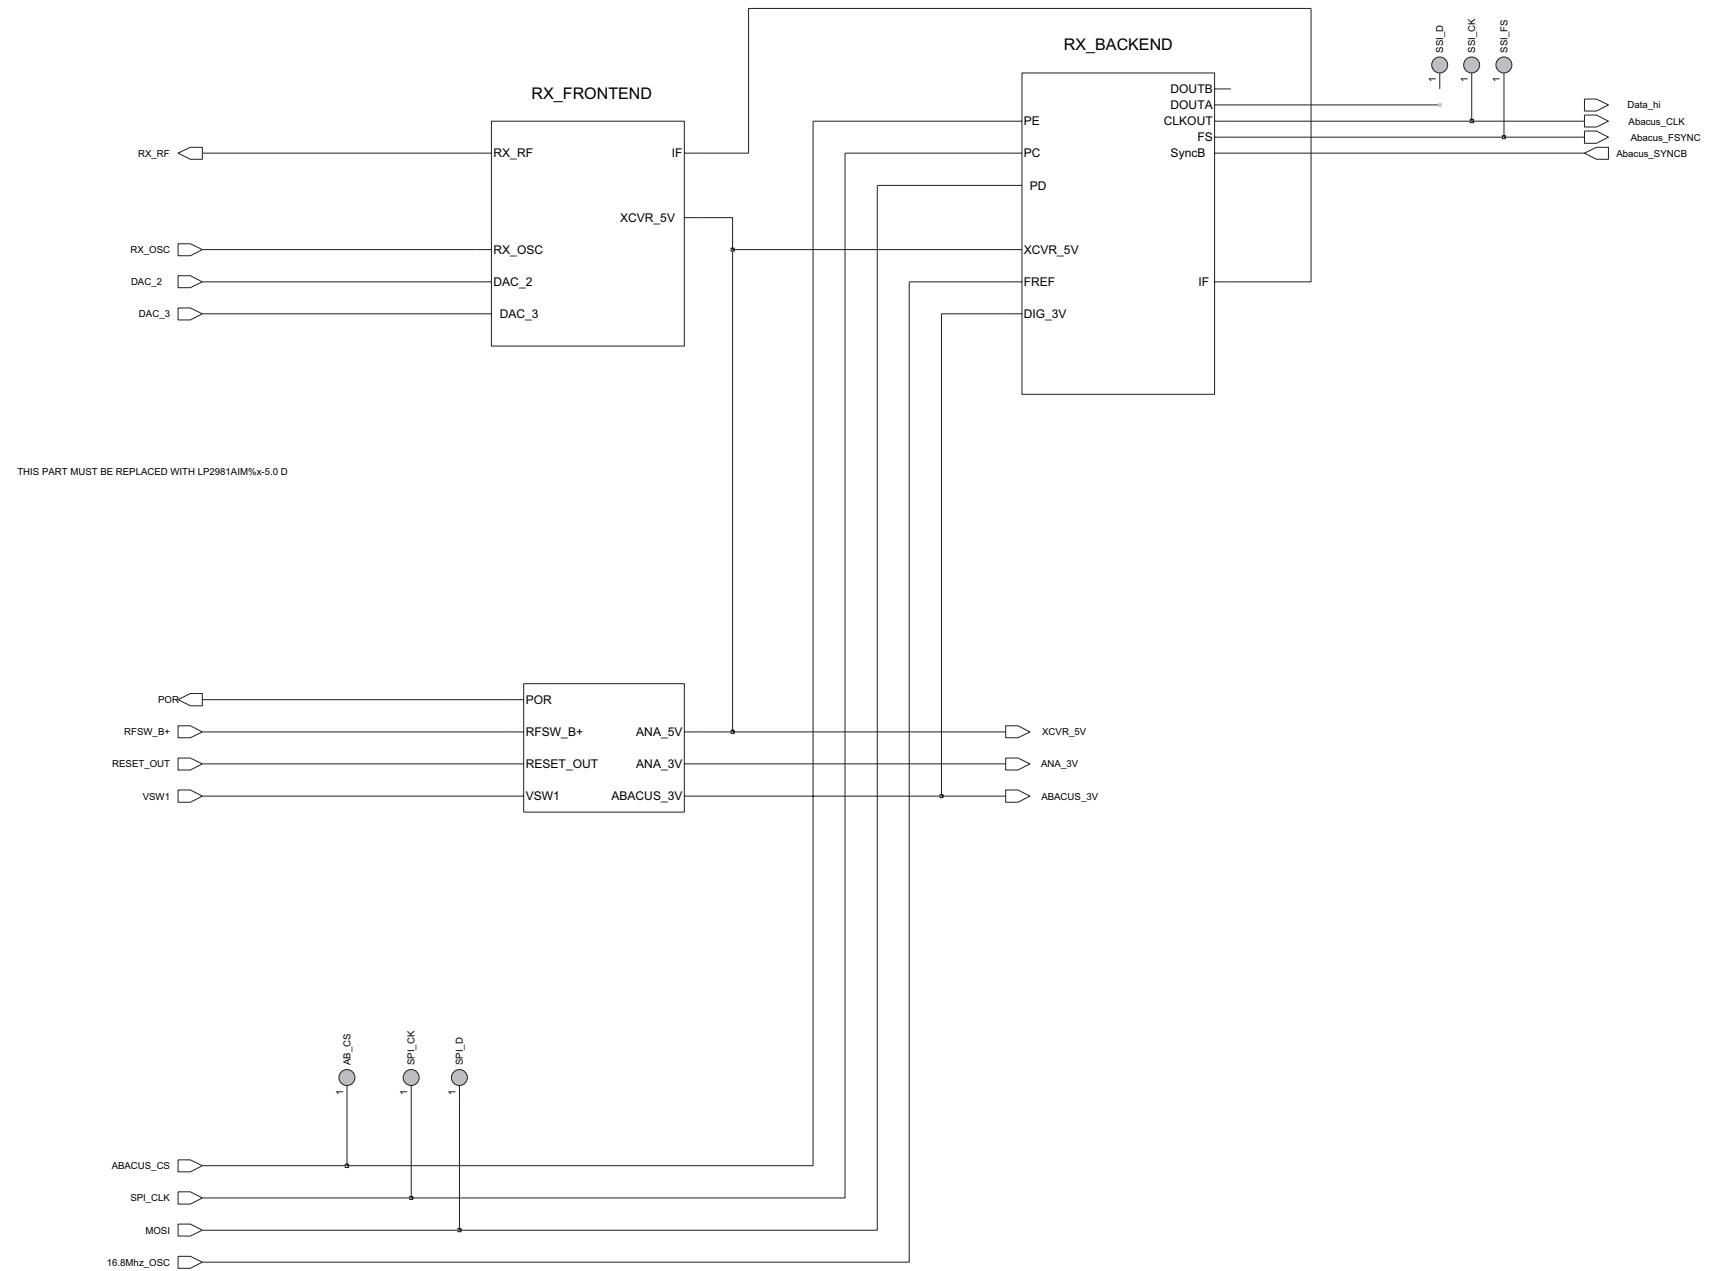 SSI_D
SSI_CK
SSI_FS
1
1
1
RX_BACKEND
RX_FRONTEND
DOUTB
DOUTA
Data_hi
PE
CLKOUT
Abacus_CLK
FS
Abacus_FSYNC
RX_RF
RX_RF
IF
PC
SyncB
Abacus_SYNCB
PD
XCVR_5V
RX_OSC
RX_OSC
XCVR_5V
DAC_2
DAC_2
FREF
IF
DAC_3
DAC_3
DIG_3V
THIS PART MUST BE REPLACED WITH LP2981AIM%x-5.0 D
POR
POR
RFSW_B+
RFSW_B+
ANA_5V
XCVR_5V
RESET_OUT
RESET_OUT
ANA_3V
ANA_3V
VSW1
VSW1
ABACUS_3V
ABACUS_3V
AB_CS
SPI_CK
SPI_D
1
1
1
ABACUS_CS
SPI_CLK
MOSI
16.8Mhz_OSC